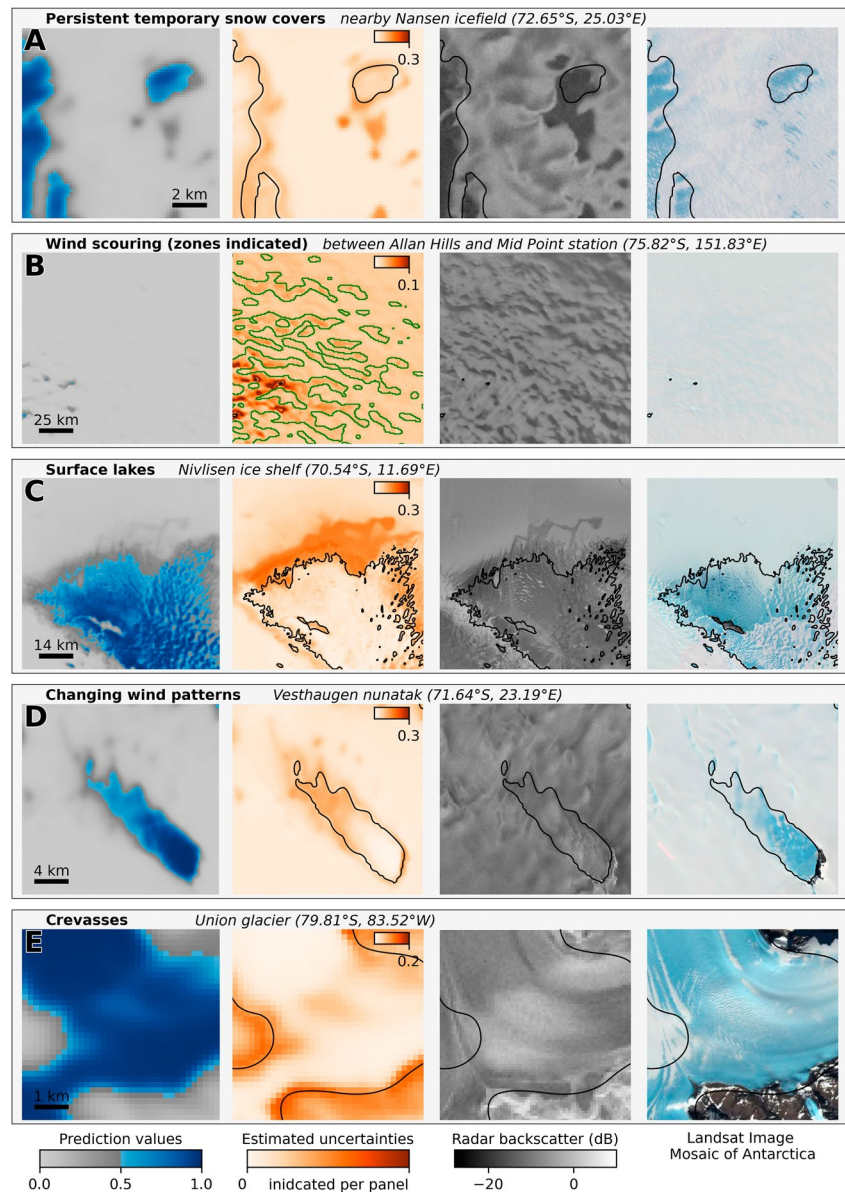 Persistent temporary snow covers nearby Nansen icefield (72.65°S, 25.03°E)
A
0.3
2 km
Wind scouring (zones indicated) between Allan Hills and Mid Point station (75.82°S, 151.83°E)
B
0.1
25 km
Surface lakes Nivlisen ice shelf (70.54°S, 11.69°E)
C
0.3
14 km
Changing wind patterns Vesthaugen nunatak (71.64°S, 23.19°E)
D
0.3
4 km
Crevasses Union glacier (79.81°S, 83.52°W)
E
0.2
1 km
Prediction values
0.0 0.5 1.0
Estimated uncertainties
0 inidcated per panel
Radar backscatter (dB)
−20 0
Landsat Image
Mosaic of Antarctica